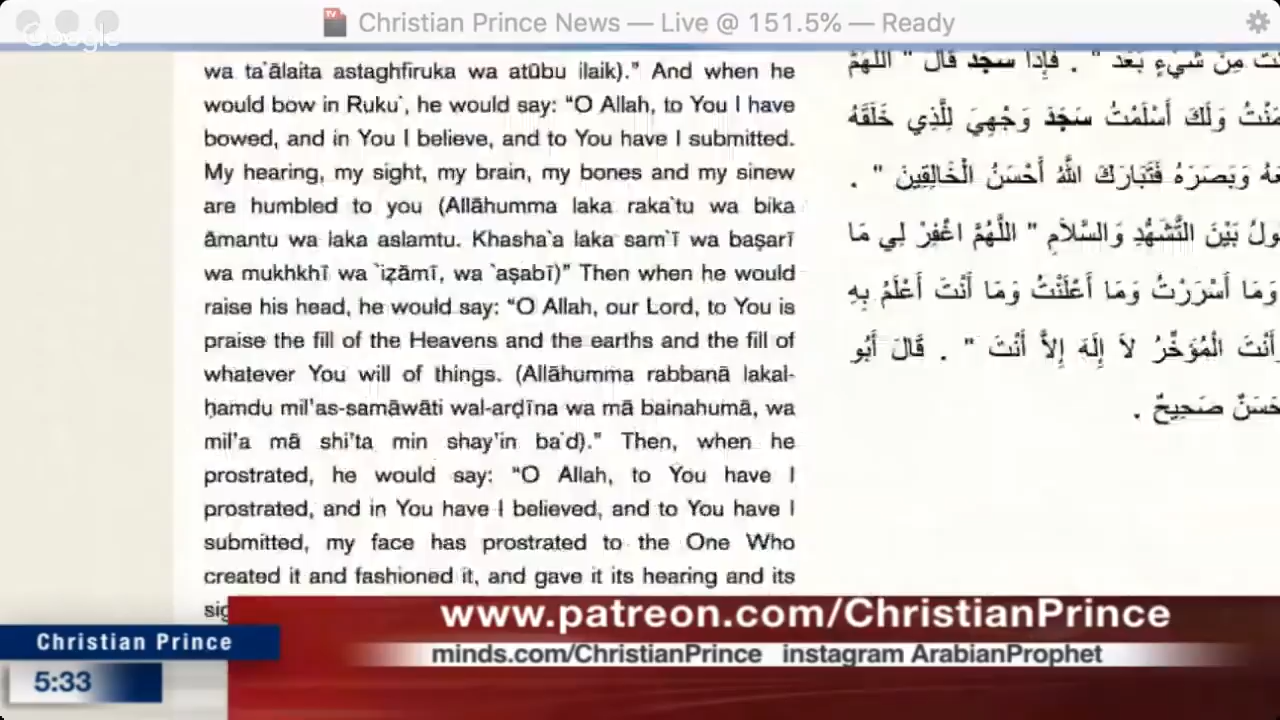 Christian Prince News — Live @ 151.5% — Ready
Google
wa ta`ālaita astaghfiruka wa atūbu ilaik)." And when he
would bow in Ruku`, he would say: "O Allah, to You I have
bowed, and in You I believe, and to You have I submitted.
My hearing, my sight, my brain, my bones and my sinew
are humbled to you (Allāhumma laka raka`tu wa bika
āmantu wa laka aslamtu. Khasha`a laka sam`ī wa baṣarī
wa mukhkhī wa `iẓāmī, wa `aṣabī)" Then when he would
raise his head, he would say: "O Allah, our Lord, to You is
praise the fill of the Heavens and the earths and the fill of
whatever You will of things. (Allāhumma rabbanā lakal-
ḥamdu mil'as-samāwāti wal-arḍīna wa mā bainahumā, wa
mil'a mā shi'ta min shay'in ba`d)." Then, when he
prostrated, he would say: "O Allah, to You have I
prostrated, and in You have I believed, and to You have I
submitted, my face has prostrated to the One Who
created it and fashioned it, and gave it its hearing and its
مِنْ شَيْءٍ بَعْدَ " . فَإِذَا سَجَدَ قَالَ " اللَّهُمَّ
وَلَكَ أَسْلَمْتُ سَجَدَ وَجْهِيَ لِلَّذِي خَلَقَهُ
وَبَصَرَهُ فَتَبَارَكَ اللَّهُ أَحْسَنُ الْخَالِقِينَ " .
بَيْنَ التَّشَهُّدِ وَالسَّلاَمِ " اللَّهُمَّ اغْفِرْ لِي مَا
وَمَا أَسْرَرْتُ وَمَا أَعْلَنْتُ وَمَا أَنْتَ أَعْلَمُ بِهِ
وَأَنْتَ الْمُؤَخِّرُ لاَ إِلَهَ إِلاَّ أَنْتَ " . قَالَ أَبُو
حَسَنٌ صَحِيحٌ .
www.patreon.com/ChristianPrince
minds.com/ChristianPrince instagram ArabianProphet
Christian Prince
5:33